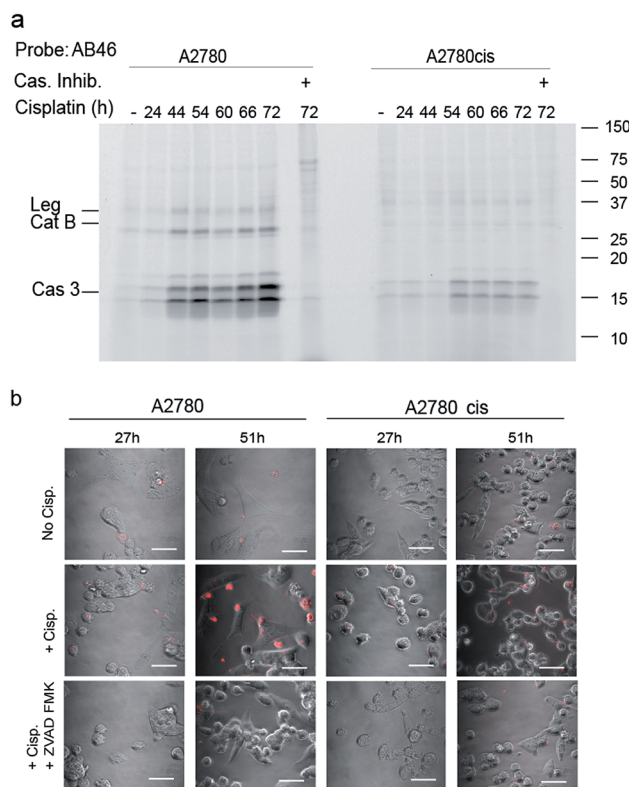 a
Probe: AB46
A2780
A2780cis
Cas. Inhib. + +
Cisplatin (h) - 24 44 54 60 66 72 72 - 24 44 54 60 66 72 72
150
75
50
37
25
20
15
10
Leg
Cat B
Cas 3
b
A2780
A2780 cis
27h 51h 27h 51h
No Cisp.
+ Cisp.
+ Cisp.
+ ZVAD FMK